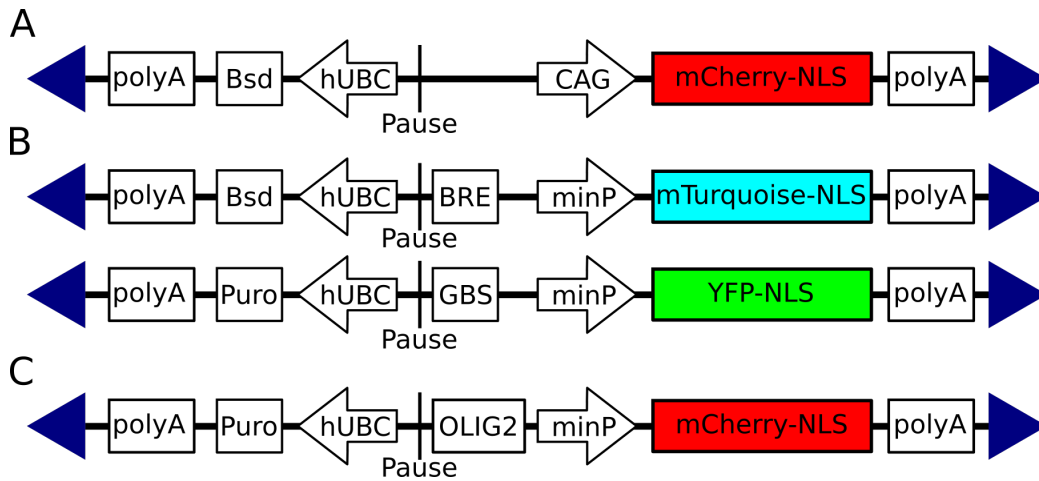 A
polyA Bsd hUBC CAG mCherry-NLS polyA
Pause
B
polyA Bsd hUBC BRE minP mTurquoise-NLS polyA
Pause
polyA Puro hUBC GBS minP YFP-NLS polyA
Pause
C
polyA Puro hUBC OLIG2 minP mCherry-NLS polyA
Pause